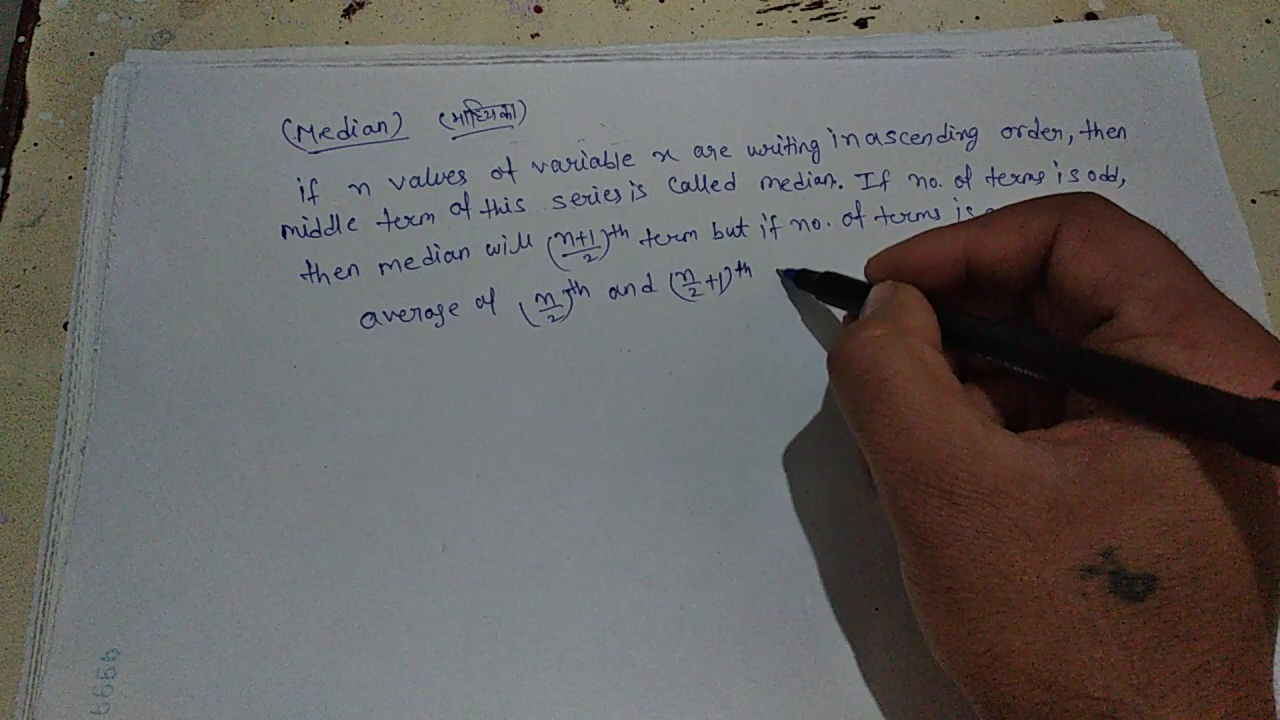 (Median) (माध्यिका)
if n values of variable x are writing in ascending order, then
middle term of this series is called median. If no. of terms is odd,
then median will (n+1/2)th term but if no. of terms is
average of (n/2)th and (n/2+1)th
9999